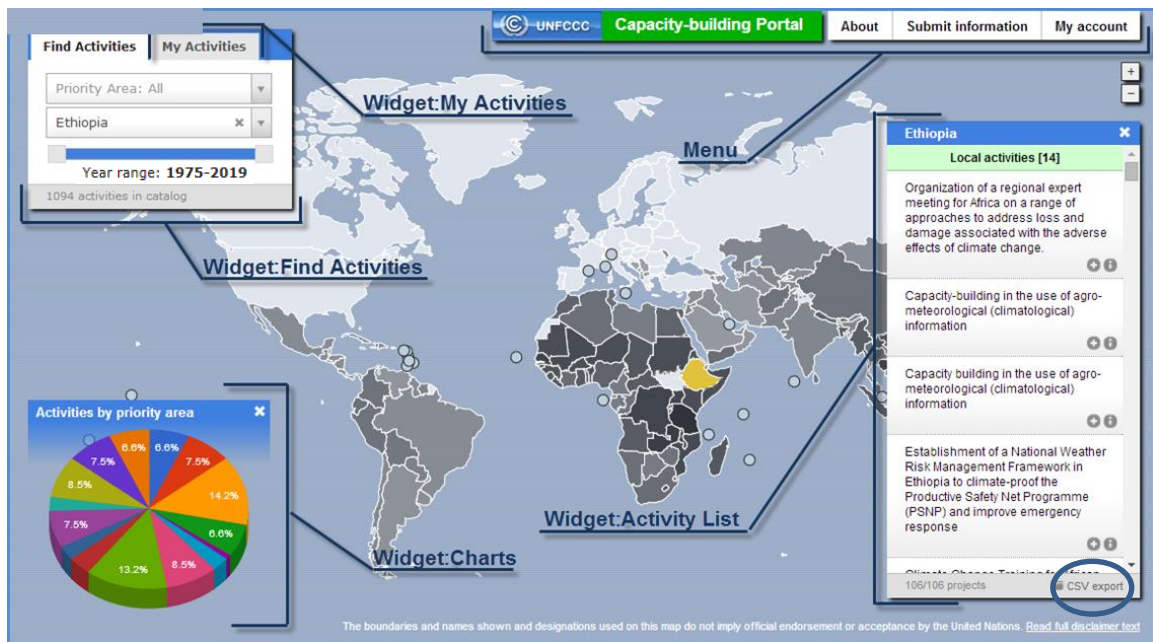 UNFCCC Capacity-building Portal About Submit information My account
Find Activities My Activities
Priority Area: All
Ethiopia
Year range: 1975-2019
1094 activities in catalog
Widget:My Activities
Menu
Widget:Find Activities
+
−
Ethiopia
Local activities [14]
Organization of a regional expert
meeting for Africa on a range of
approaches to address loss and
damage associated with the adverse
effects of climate change.
Capacity-building in the use of agro-
meteorological (climatological)
information
Capacity building in the use of agro-
meteorological (climatological)
information
Establishment of a National Weather
Risk Management Framework in
Ethiopia to climate-proof the
Productive Safety Net Programme
(PSNP) and improve emergency
response
Climate Change Training for African
106/106 projects CSV export
Widget:Activity List
Activities by priority area
6.6%
6.6%
7.5%
7.5%
8.5%
14.2%
7.5%
6.6%
13.2%
8.5%
Widget:Charts
The boundaries and names shown and designations used on this map do not imply official endorsement or acceptance by the United Nations. Read full disclaimer text